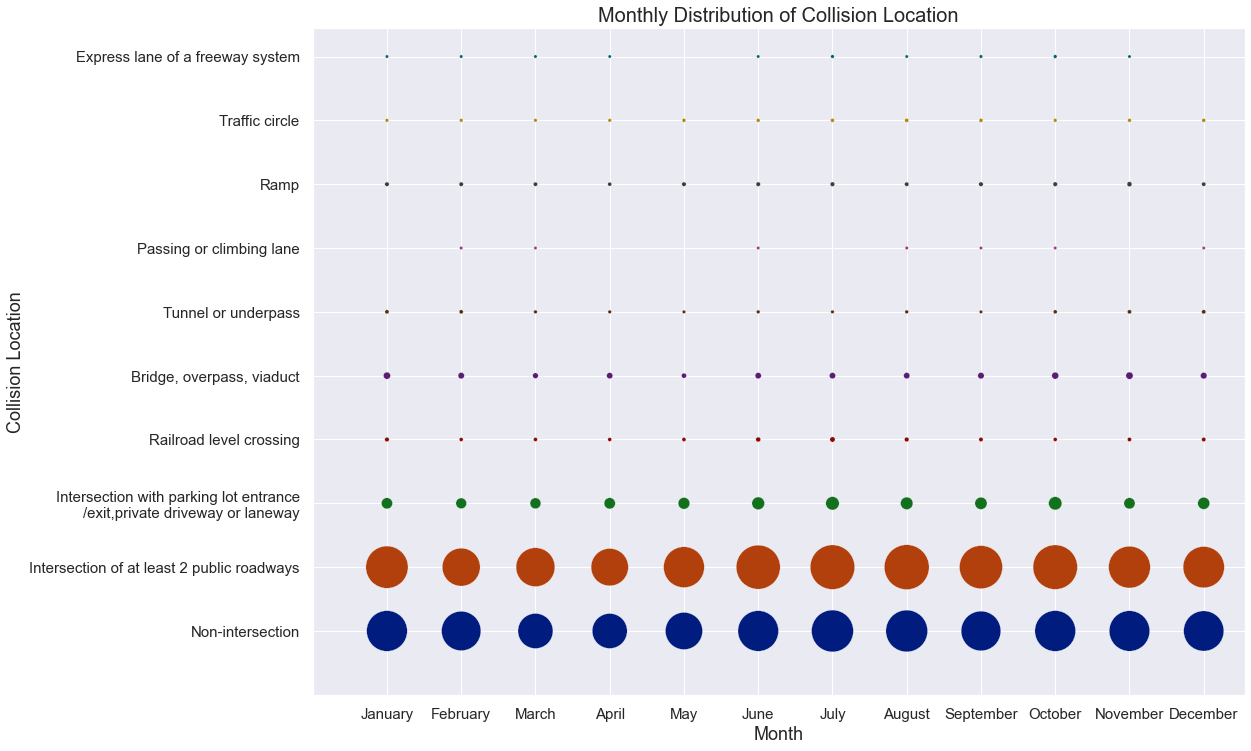 Monthly Distribution of Collision Location
Collision Location
Express lane of a freeway system
Traffic circle
Ramp
Passing or climbing lane
Tunnel or underpass
Bridge, overpass, viaduct
Railroad level crossing
Intersection with parking lot entrance
/exit,private driveway or laneway
Intersection of at least 2 public roadways
Non-intersection
January February March April May June July August September October November December
Month